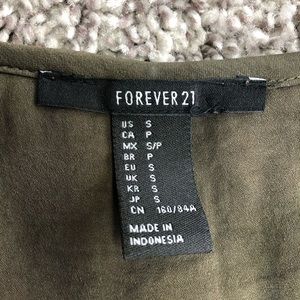 FOREVER 21
US S
CA P
MX S/P
BR P
EU S
UK S
KR S
JP S
CN 160/84A
MADE IN
INDONESIA